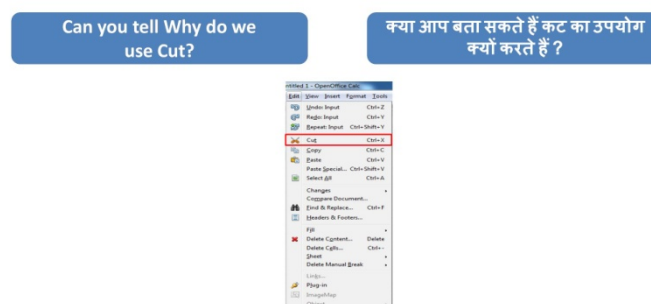 Can you tell Why do we
use Cut?
क्या आप बता सकते हैं कट का उपयोग
क्यों करते हैं ?
ntitled 1 - OpenOffice Calc
Edit View Insert Format Tools
Undo: Input Ctrl+Z
Redo: Input Ctrl+Y
Repeat: Input Ctrl+Shift+Y
Cut Ctrl+X
Copy Ctrl+C
Paste Ctrl+V
Paste Special... Ctrl+Shift+V
Select All Ctrl+A
Changes
Compare Document...
Find & Replace... Ctrl+F
Headers & Footers...
Fill
Delete Content... Delete
Delete Cells... Ctrl+-
Sheet
Delete Manual Break
Links...
Plug-in
ImageMap
Object